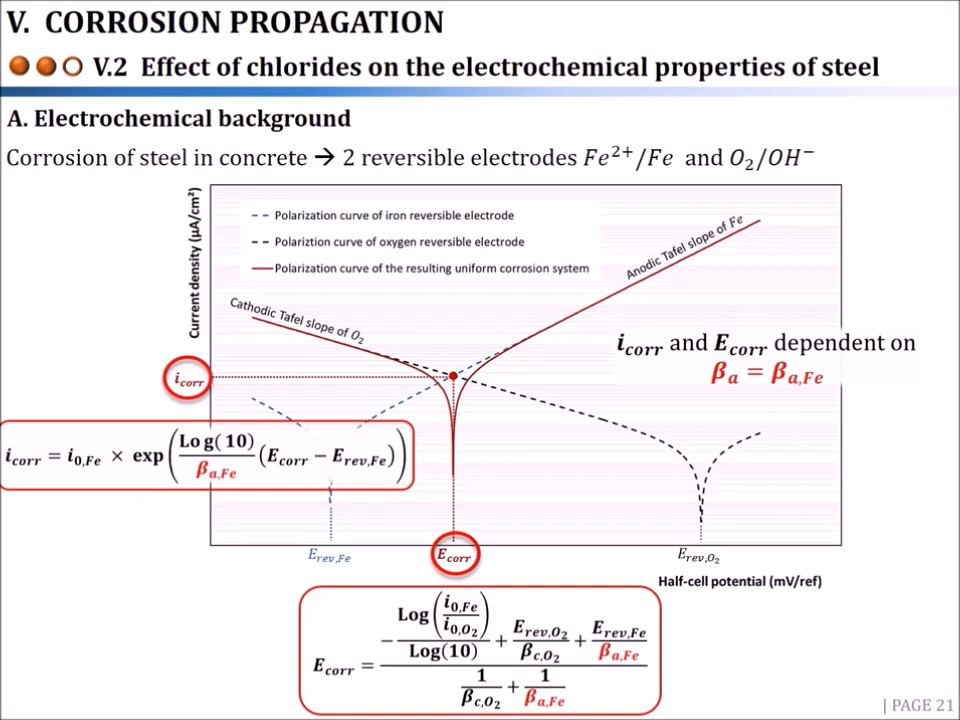 V. CORROSION PROPAGATION
V.2 Effect of chlorides on the electrochemical properties of steel
A. Electrochemical background
Corrosion of steel in concrete → 2 reversible electrodes Fe²⁺/Fe and O₂/OH⁻
Current density (µA/cm²)
Polarization curve of iron reversible electrode
Polariztion curve of oxygen reversible electrode
Polarization curve of the resulting uniform corrosion system
Cathodic Tafel slope of O₂
Anodic Tafel slope of Fe
i_corr and E_corr dependent on
β_a = β_a,Fe
i_corr
i_corr = i_0,Fe × exp(Log(10)/β_a,Fe (E_corr − E_rev,Fe))
E_rev,Fe
E_corr
E_rev,O₂
Half-cell potential (mV/ref)
E_corr = (−Log(i_0,Fe/i_0,O₂)/Log(10) + E_rev,O₂/β_c,O₂ + E_rev,Fe/β_a,Fe)/(1/β_c,O₂ + 1/β_a,Fe)
| PAGE 21